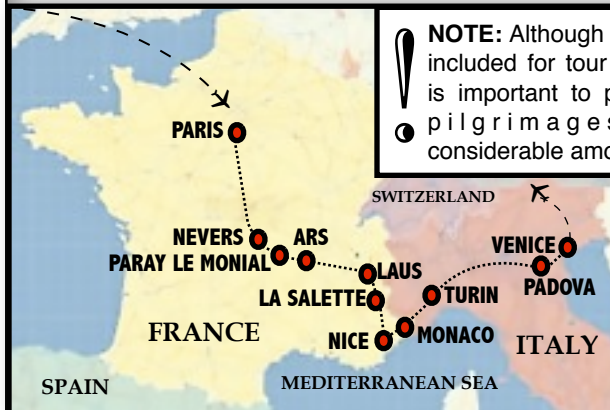 NOTE: Although
included for tour
is important to p
pilgrimages
considerable amo
PARIS
SWITZERLAND
NEVERS
ARS
PARAY LE MONIAL
LAUS
LA SALETTE
VENICE
PADOVA
TURIN
FRANCE
NICE
MONACO
ITALY
SPAIN
MEDITERRANEAN SEA